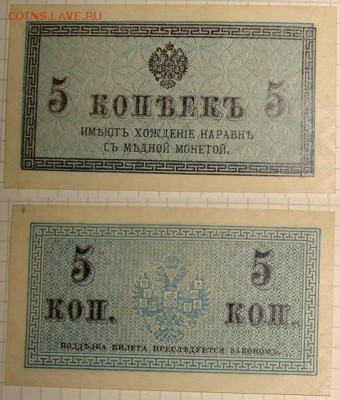 COINS.LAVE.RU
5 КОПѢЕКЪ 5
ИМѢЮТЪ ХОЖДЕНІЕ НАРАВНѢ
СЪ МѢДНОЙ МОНЕТОЙ.
5 5
КОП. КОП.
ПОДДѢЛКА БИЛЕТА ПРЕСЛѢДУЕТСЯ ЗАКОНОМЪ.